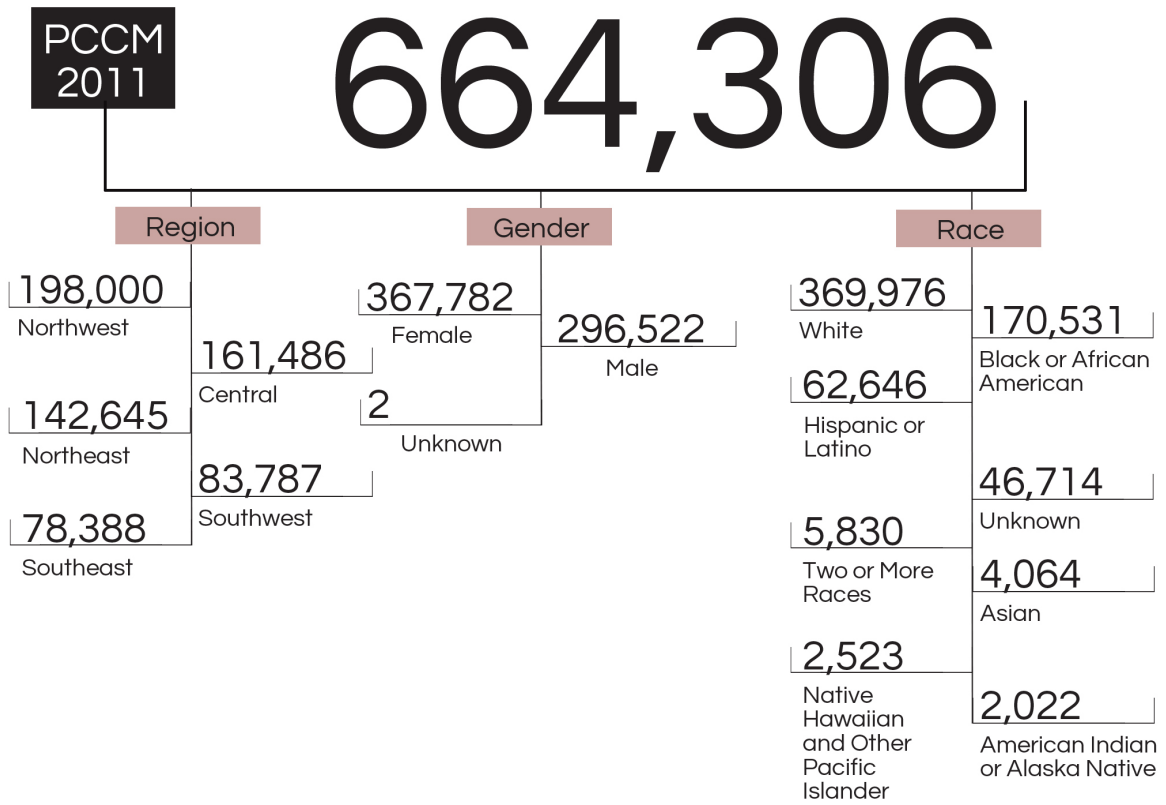 PCCM
2011
664,306
Region
198,000
Northwest
161,486
Central
142,645
Northeast
83,787
Southwest
78,388
Southeast
Gender
367,782
Female
296,522
Male
2
Unknown
Race
369,976
White
170,531
Black or African
American
62,646
Hispanic or
Latino
46,714
Unknown
5,830
Two or More
Races
4,064
Asian
2,523
Native
Hawaiian
and Other
Pacific
Islander
2,022
American Indian
or Alaska Native